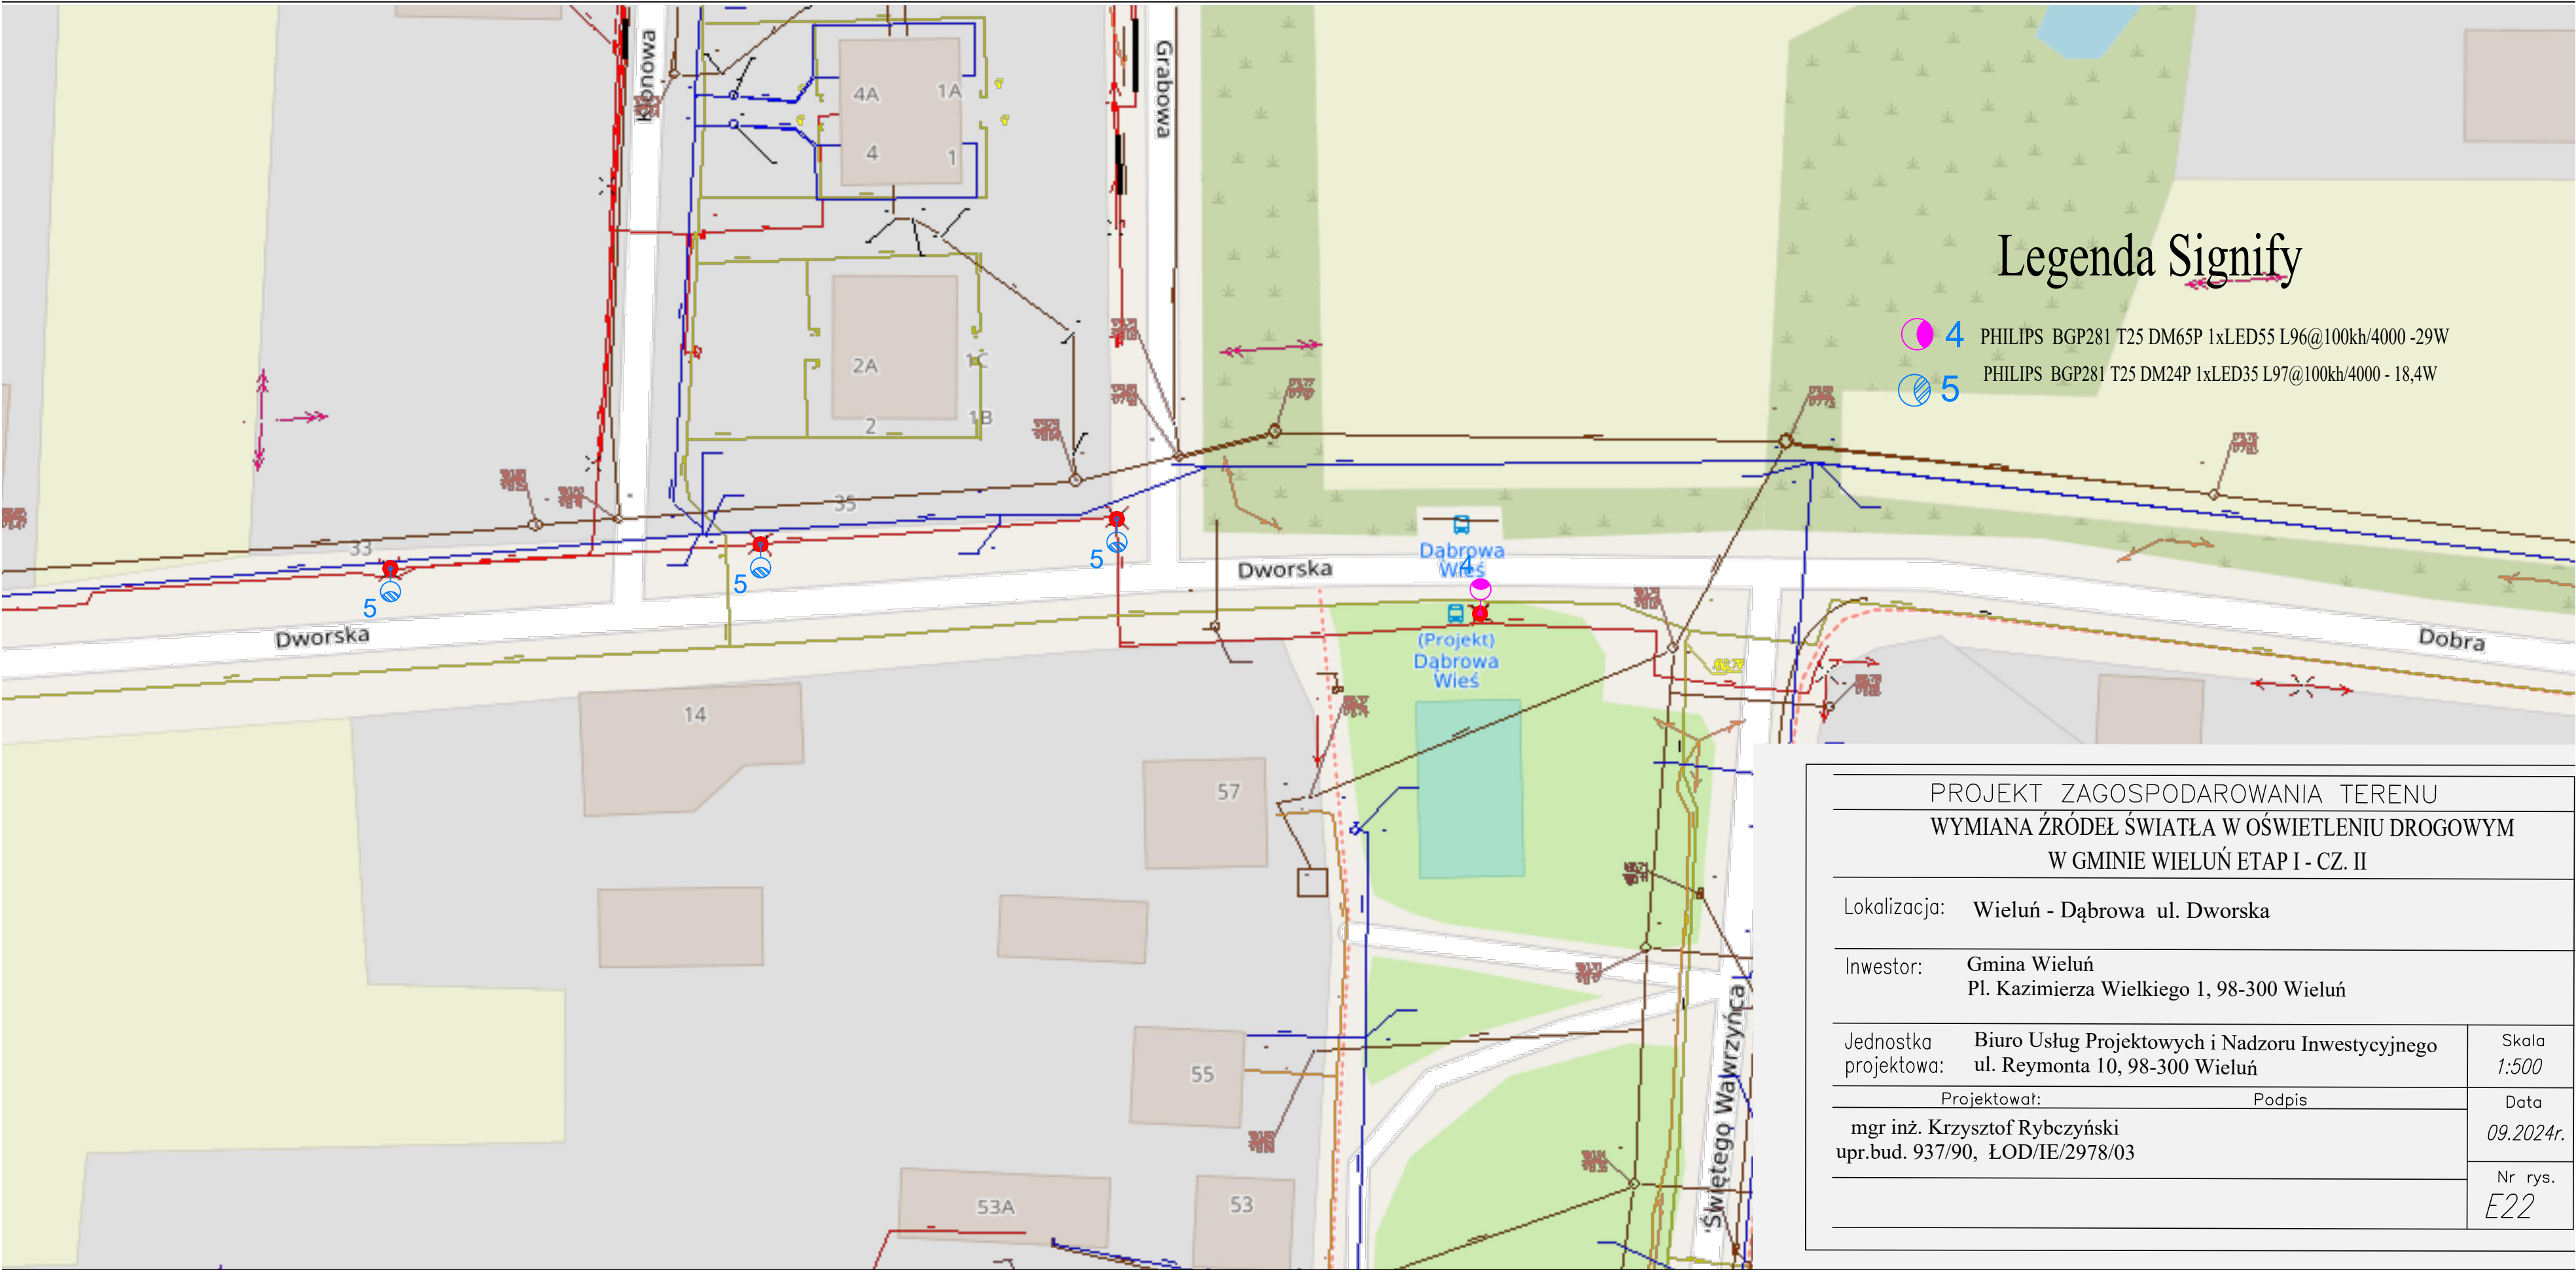 Klonowa
Grabowa
4A
1A
4
1
2A
1C
2
1B
35
33
5
5
5
Dworska
Dworska
Dąbrowa
Wieś
4
(Projekt)
Dąbrowa
Wieś
Dobra
14
57
55
53A
53
Świętego Wawrzyńca
Legenda Signify
4 PHILIPS BGP281 T25 DM65P 1xLED55 L96@100kh/4000 -29W
5 PHILIPS BGP281 T25 DM24P 1xLED35 L97@100kh/4000 - 18,4W
PROJEKT ZAGOSPODAROWANIA TERENU
WYMIANA ŹRÓDEŁ ŚWIATŁA W OŚWIETLENIU DROGOWYM
W GMINIE WIELUŃ ETAP I - CZ. II
Lokalizacja: Wieluń - Dąbrowa ul. Dworska
Inwestor: Gmina Wieluń
Pl. Kazimierza Wielkiego 1, 98-300 Wieluń
Jednostka projektowa: Biuro Usług Projektowych i Nadzoru Inwestycyjnego
ul. Reymonta 10, 98-300 Wieluń
Skala
1:500
Projektował: Podpis
mgr inż. Krzysztof Rybczyński
upr.bud. 937/90, ŁOD/IE/2978/03
Data
09.2024r.
Nr rys.
E22